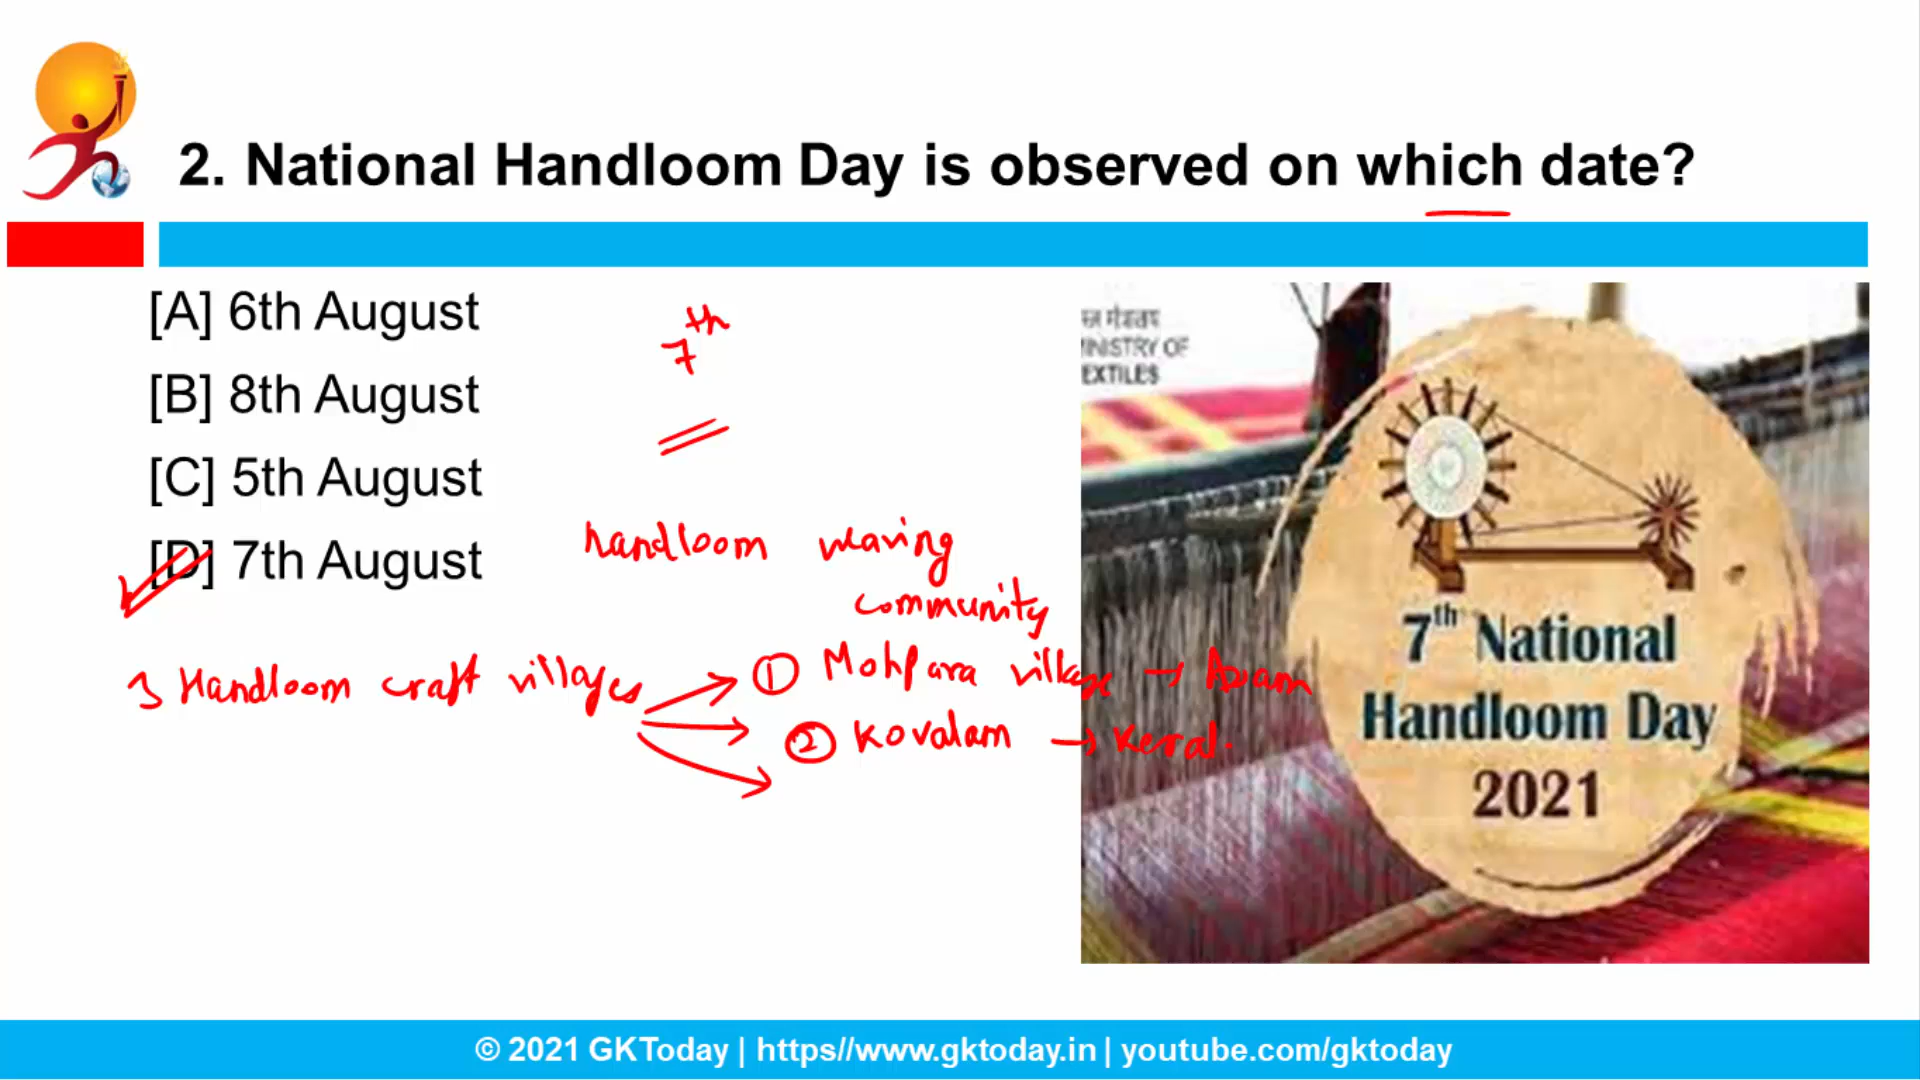 2. National Handloom Day is observed on which date?
[A] 6th August
[B] 8th August
[C] 5th August
[D] 7th August
7th
handloom weaving
community
3 Handloom craft villages
① Mohpara village → Assam
② Kovalam → Keral
MINISTRY OF
TEXTILES
7th National
Handloom Day
2021
© 2021 GKToday | https//www.gktoday.in | youtube.com/gktoday